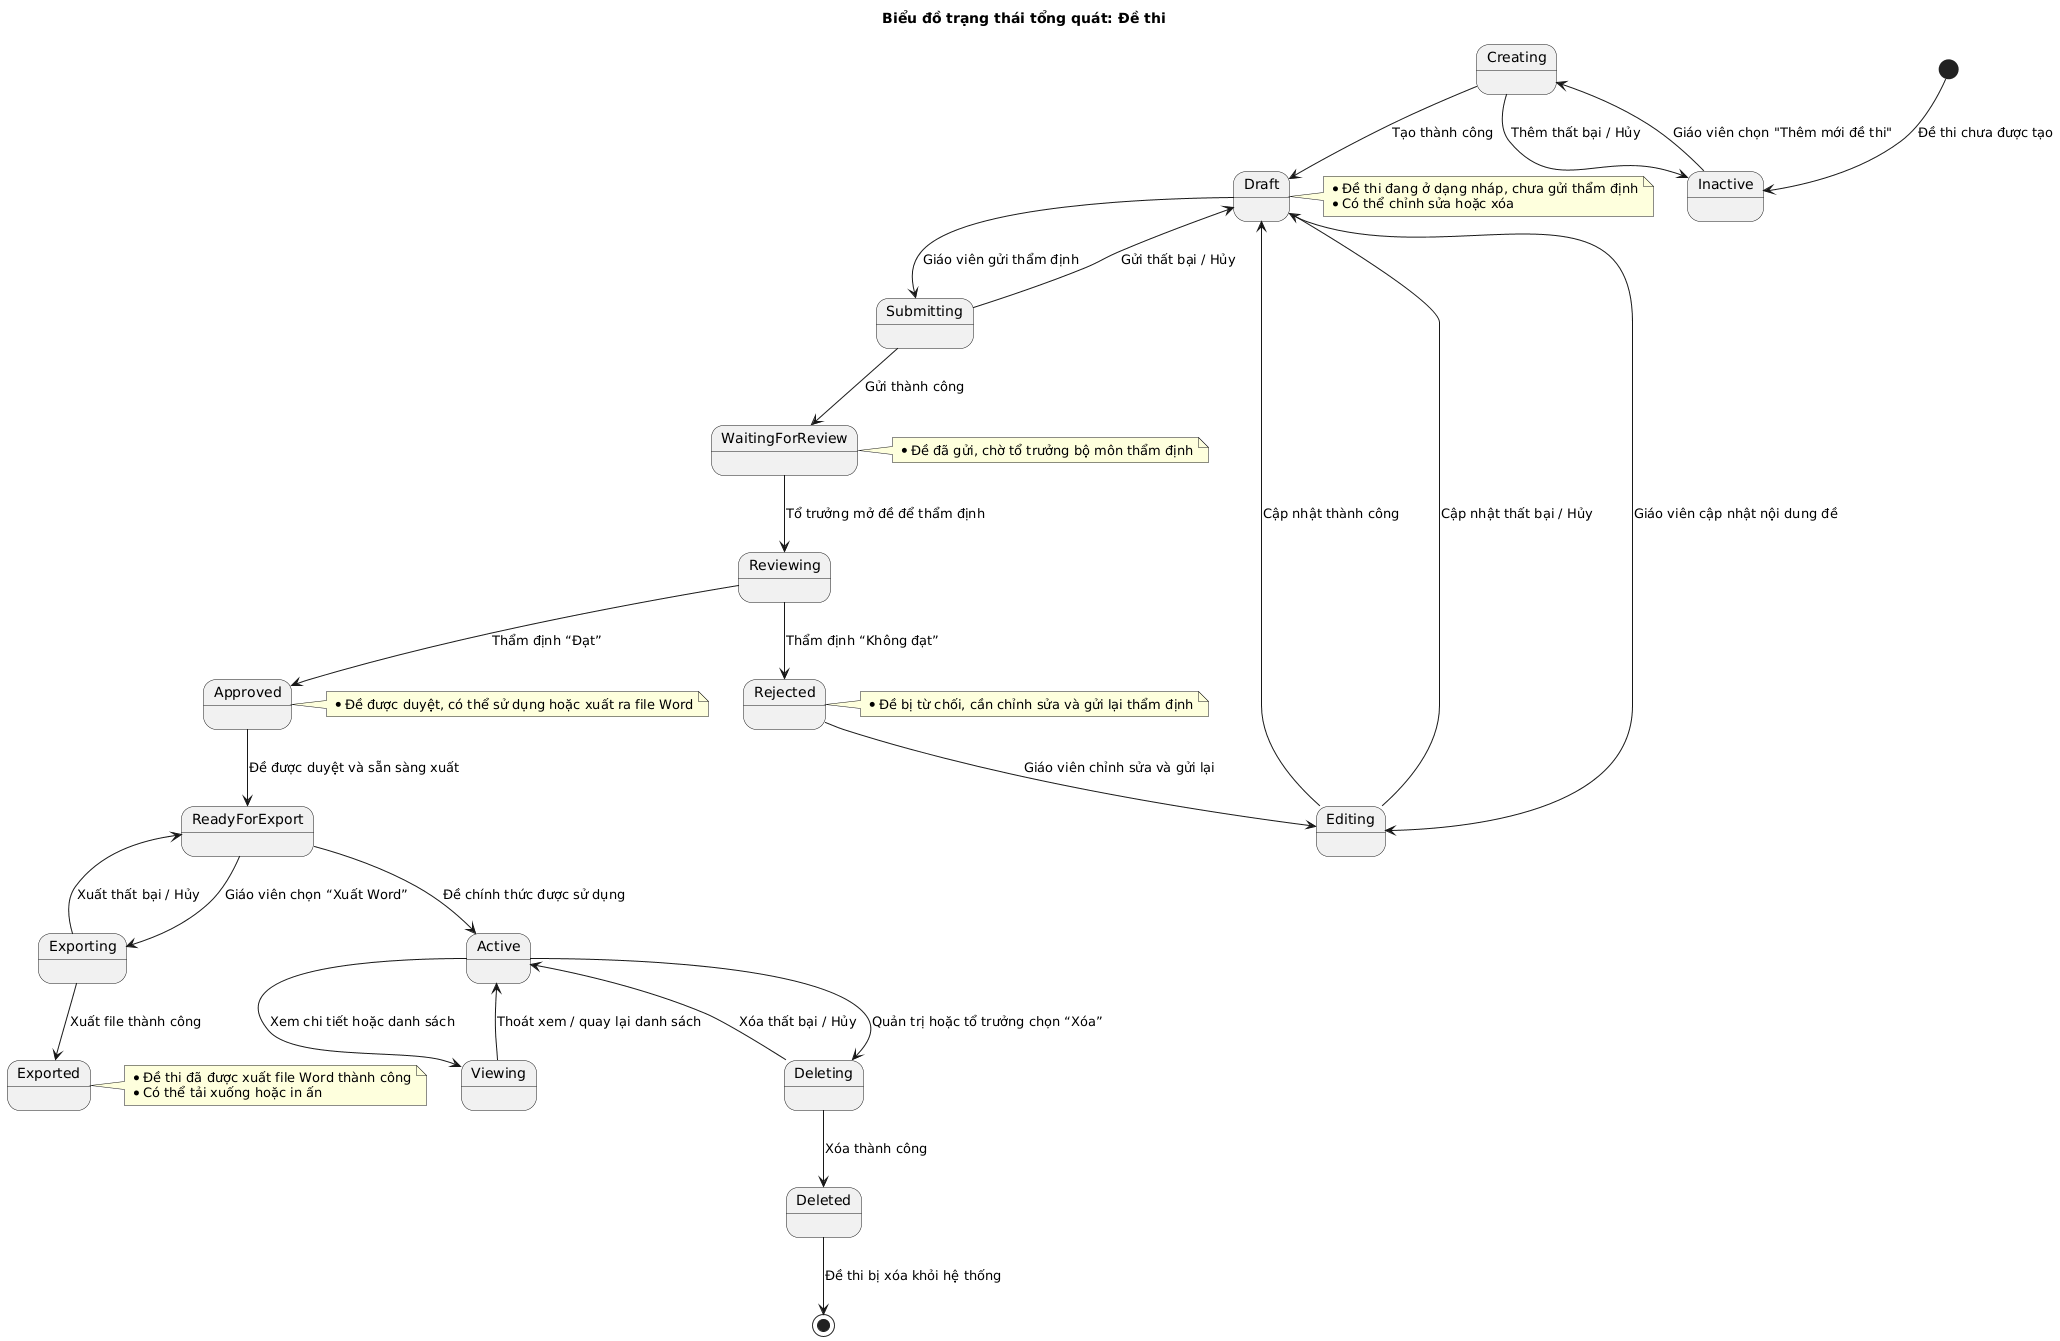 Biểu đồ trạng thái tổng quát: Đề thi
Creating
Tạo thành công
Thêm thất bại / Hủy
Giáo viên chọn "Thêm mới đề thi"
Đề thi chưa được tạo
Draft
• Đề thi đang ở dạng nháp, chưa gửi thẩm định
• Có thể chỉnh sửa hoặc xóa
Inactive
Giáo viên gửi thẩm định
Gửi thất bại / Hủy
Submitting
Gửi thành công
WaitingForReview
• Đề đã gửi, chờ tổ trưởng bộ môn thẩm định
Tổ trưởng mở đề để thẩm định
Cập nhật thành công
Cập nhật thất bại / Hủy
Giáo viên cập nhật nội dung đề
Reviewing
Thẩm định “Đạt”
Thẩm định “Không đạt”
Approved
• Đề được duyệt, có thể sử dụng hoặc xuất ra file Word
Rejected
• Đề bị từ chối, cần chỉnh sửa và gửi lại thẩm định
Đề được duyệt và sẵn sàng xuất
Giáo viên chỉnh sửa và gửi lại
ReadyForExport
Editing
Xuất thất bại / Hủy
Giáo viên chọn “Xuất Word”
Đề chính thức được sử dụng
Exporting
Active
Xuất file thành công
Xem chi tiết hoặc danh sách
Thoát xem / quay lại danh sách
Xóa thất bại / Hủy
Quản trị hoặc tổ trưởng chọn “Xóa”
Exported
• Đề thi đã được xuất file Word thành công
• Có thể tải xuống hoặc in ấn
Viewing
Deleting
Xóa thành công
Deleted
Đề thi bị xóa khỏi hệ thống